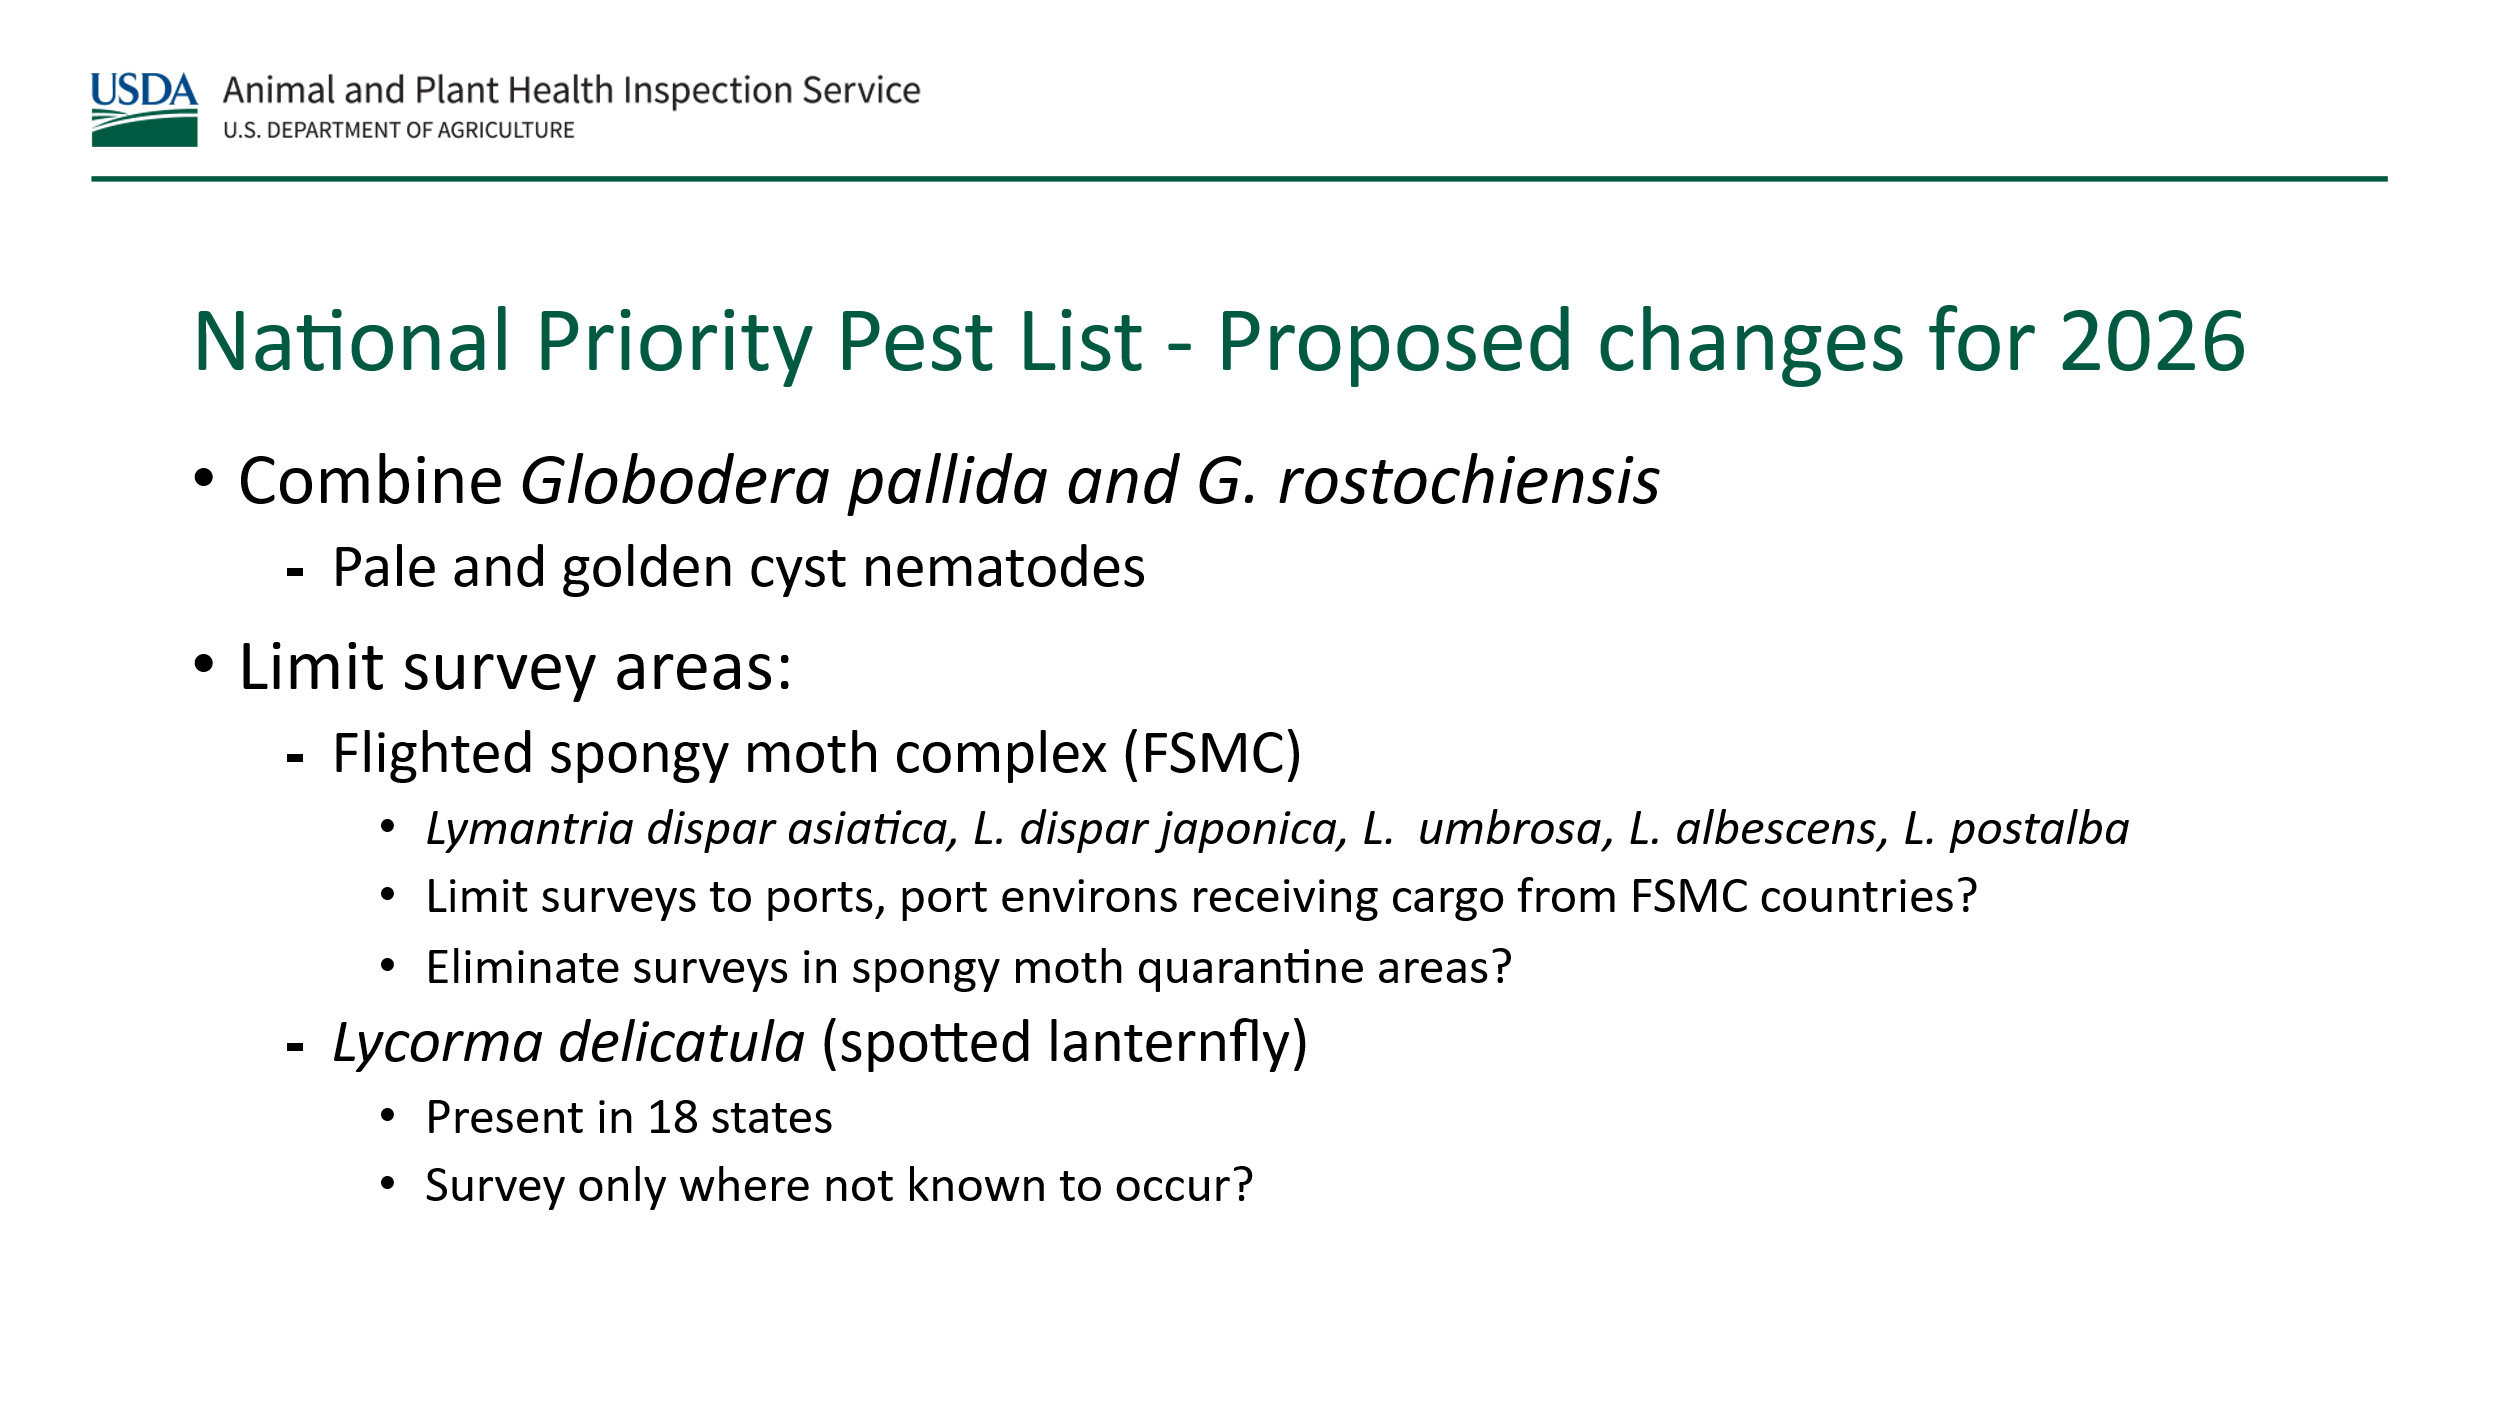 USDA Animal and Plant Health Inspection Service
U.S. DEPARTMENT OF AGRICULTURE
National Priority Pest List - Proposed changes for 2026
• Combine Globodera pallida and G. rostochiensis
- Pale and golden cyst nematodes
• Limit survey areas:
- Flighted spongy moth complex (FSMC)
• Lymantria dispar asiatica, L. dispar japonica, L.  umbrosa, L. albescens, L. postalba
• Limit surveys to ports, port environs receiving cargo from FSMC countries?
• Eliminate surveys in spongy moth quarantine areas?
- Lycorma delicatula (spotted lanternfly)
• Present in 18 states
• Survey only where not known to occur?